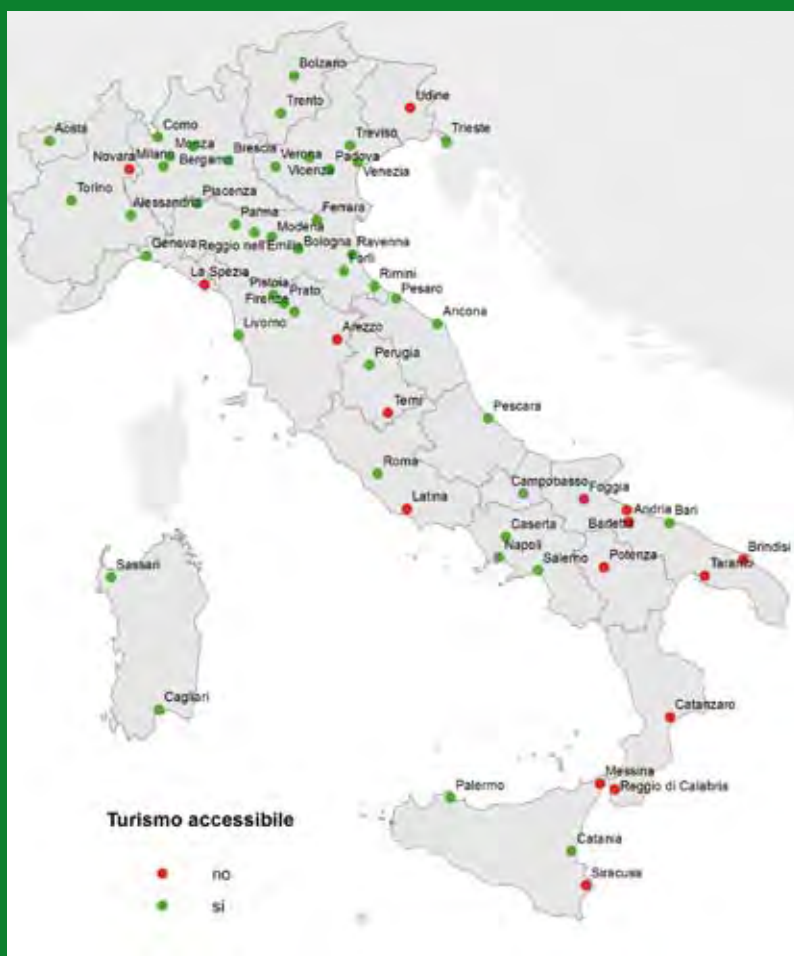 Bolzano
Udine
Trento
Aosta
Como
Treviso
Trieste
Monza
Brescia
Verona
Padova
Novara
Milano
Bergamo
Vicenza
Venezia
Torino
Piacenza
Alessandria
Parma
Ferrara
Modena
Genova
Reggio nell'Emilia
Bologna
Ravenna
Forlì
La Spezia
Pistoia
Prato
Rimini
Firenze
Pesaro
Livorno
Arezzo
Ancona
Perugia
Terni
Pescara
Roma
Campobasso
Foggia
Latina
Andria
Bari
Caserta
Barletta
Napoli
Salerno
Potenza
Brindisi
Taranto
Sassari
Cagliari
Catanzaro
Messina
Palermo
Reggio di Calabria
Catania
Siracusa
Turismo accessibile
no
si